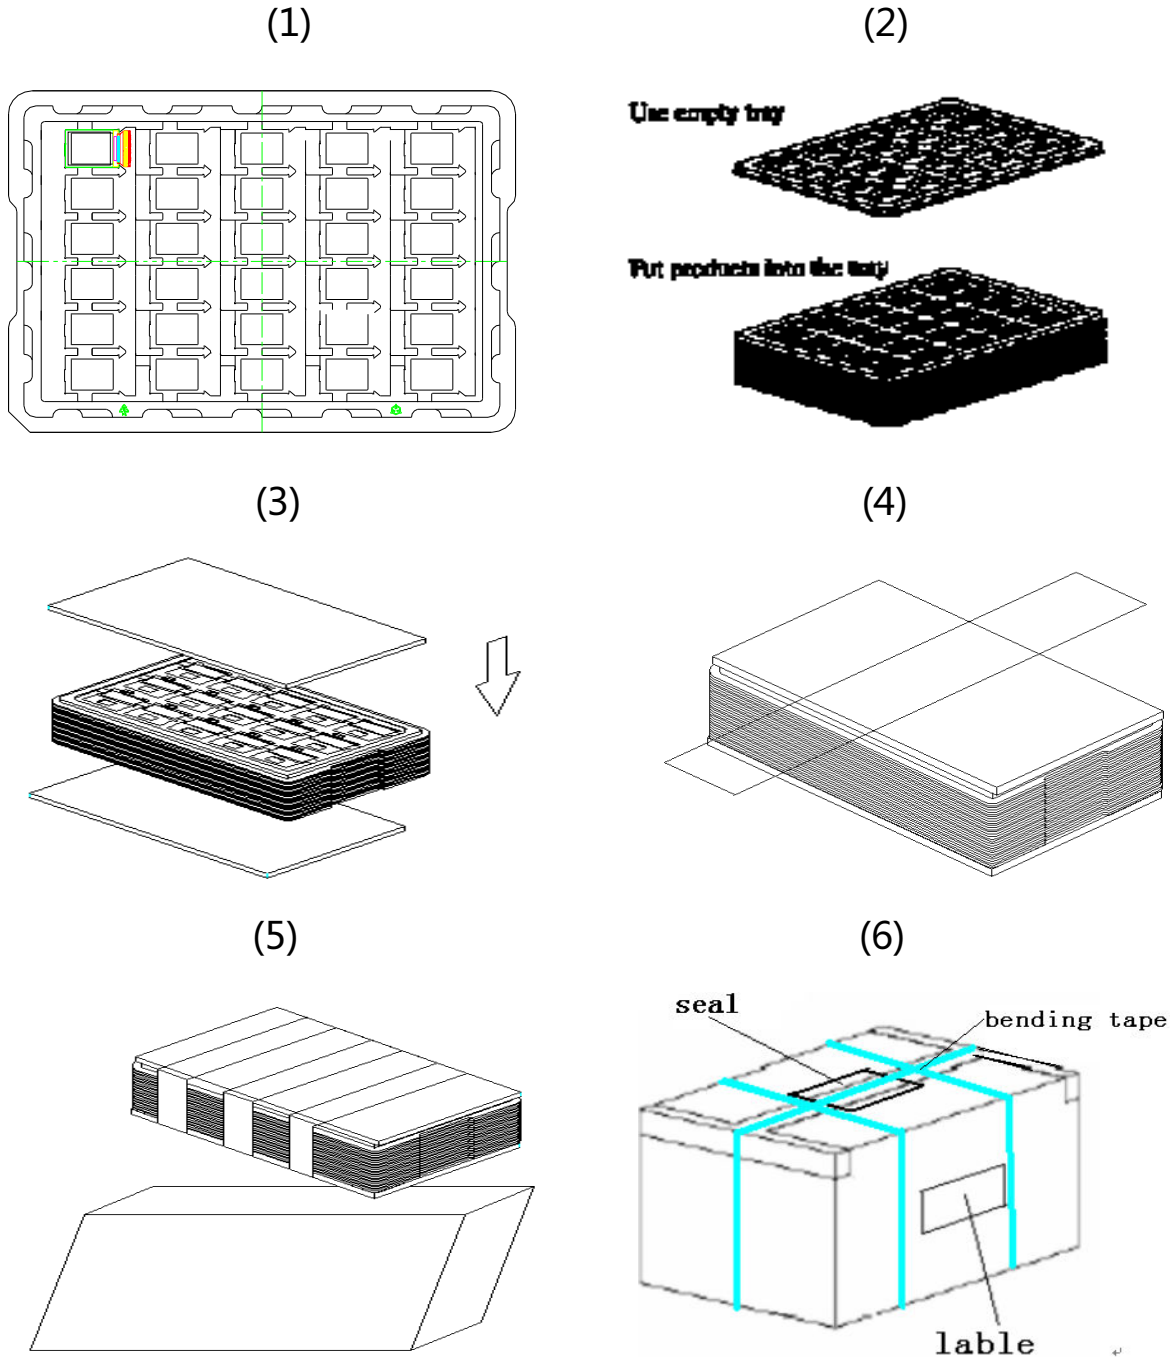 (1)
(2)
Use empty tray
Put products into the tray
(3)
(4)
(5)
(6)
seal
bending tape
lable